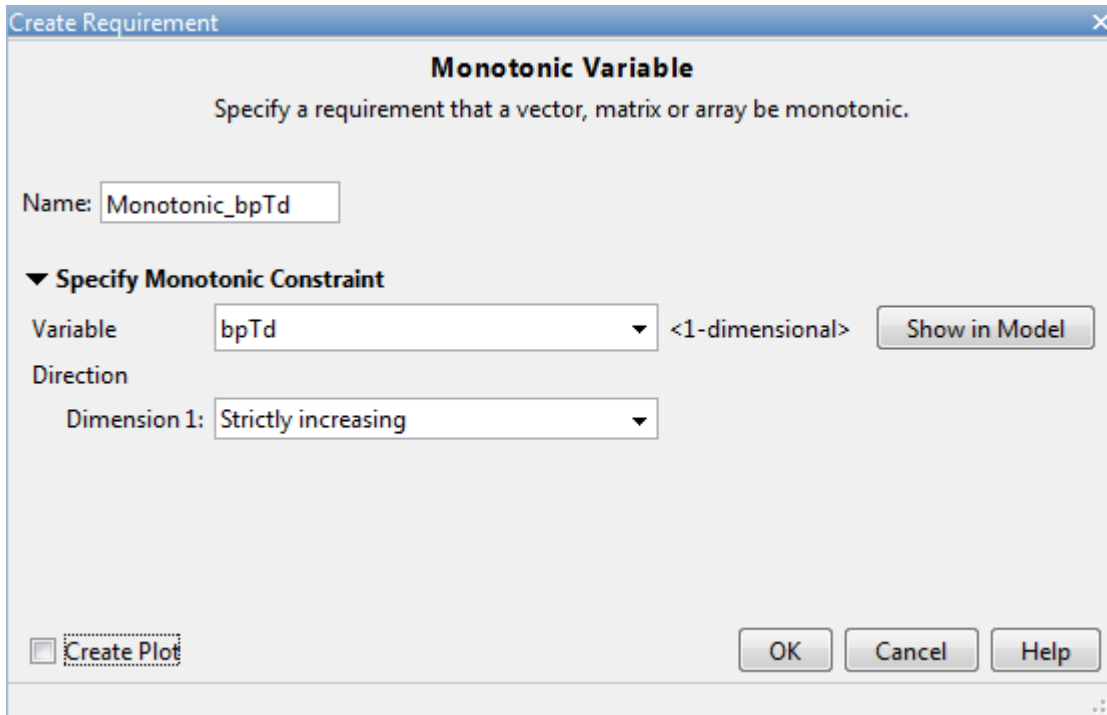 Create Requirement
Monotonic Variable
Specify a requirement that a vector, matrix or array be monotonic.
Name: Monotonic_bpTd
Specify Monotonic Constraint
Variable bpTd <1-dimensional> Show in Model
Direction
Dimension 1: Strictly increasing
Create Plot OK Cancel Help